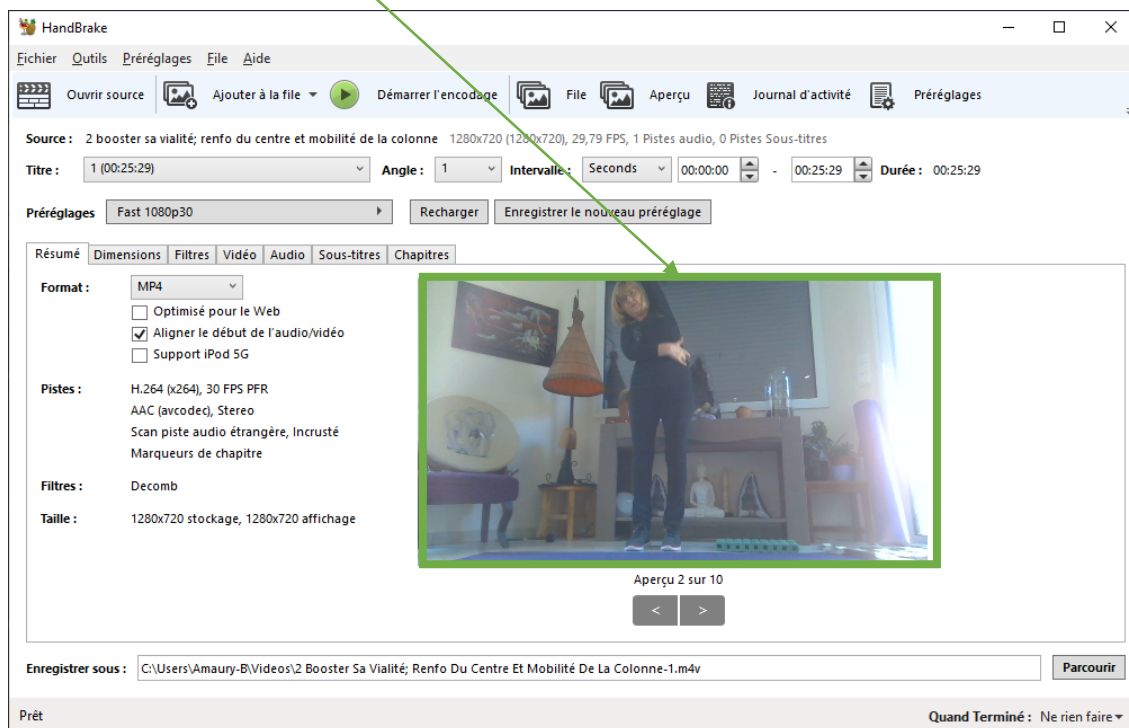 HandBrake
Fichier Outils Préréglages File Aide
Ouvrir source Ajouter à la file Démarrer l'encodage File Aperçu Journal d'activité Préréglages
Source : 2 booster sa vialité; renfo du centre et mobilité de la colonne 1280x720 (1280x720), 29,79 FPS, 1 Pistes audio, 0 Pistes Sous-titres
Titre : 1 (00:25:29) Angle : 1 Intervalle : Seconds 00:00:00 - 00:25:29 Durée : 00:25:29
Préréglages Fast 1080p30 Recharger Enregistrer le nouveau préréglage
Résumé Dimensions Filtres Vidéo Audio Sous-titres Chapitres
Format : MP4
Optimisé pour le Web
Aligner le début de l'audio/vidéo
Support iPod 5G
Pistes : H.264 (x264), 30 FPS PFR
AAC (avcodec), Stereo
Scan piste audio étrangère, Incrusté
Marqueurs de chapitre
Filtres : Decomb
Taille : 1280x720 stockage, 1280x720 affichage
Aperçu 2 sur 10
< >
Enregistrer sous : C:\Users\Amaury-B\Videos\2 Booster Sa Vialité; Renfo Du Centre Et Mobilité De La Colonne-1.m4v Parcourir
Prêt Quand Terminé : Ne rien faire